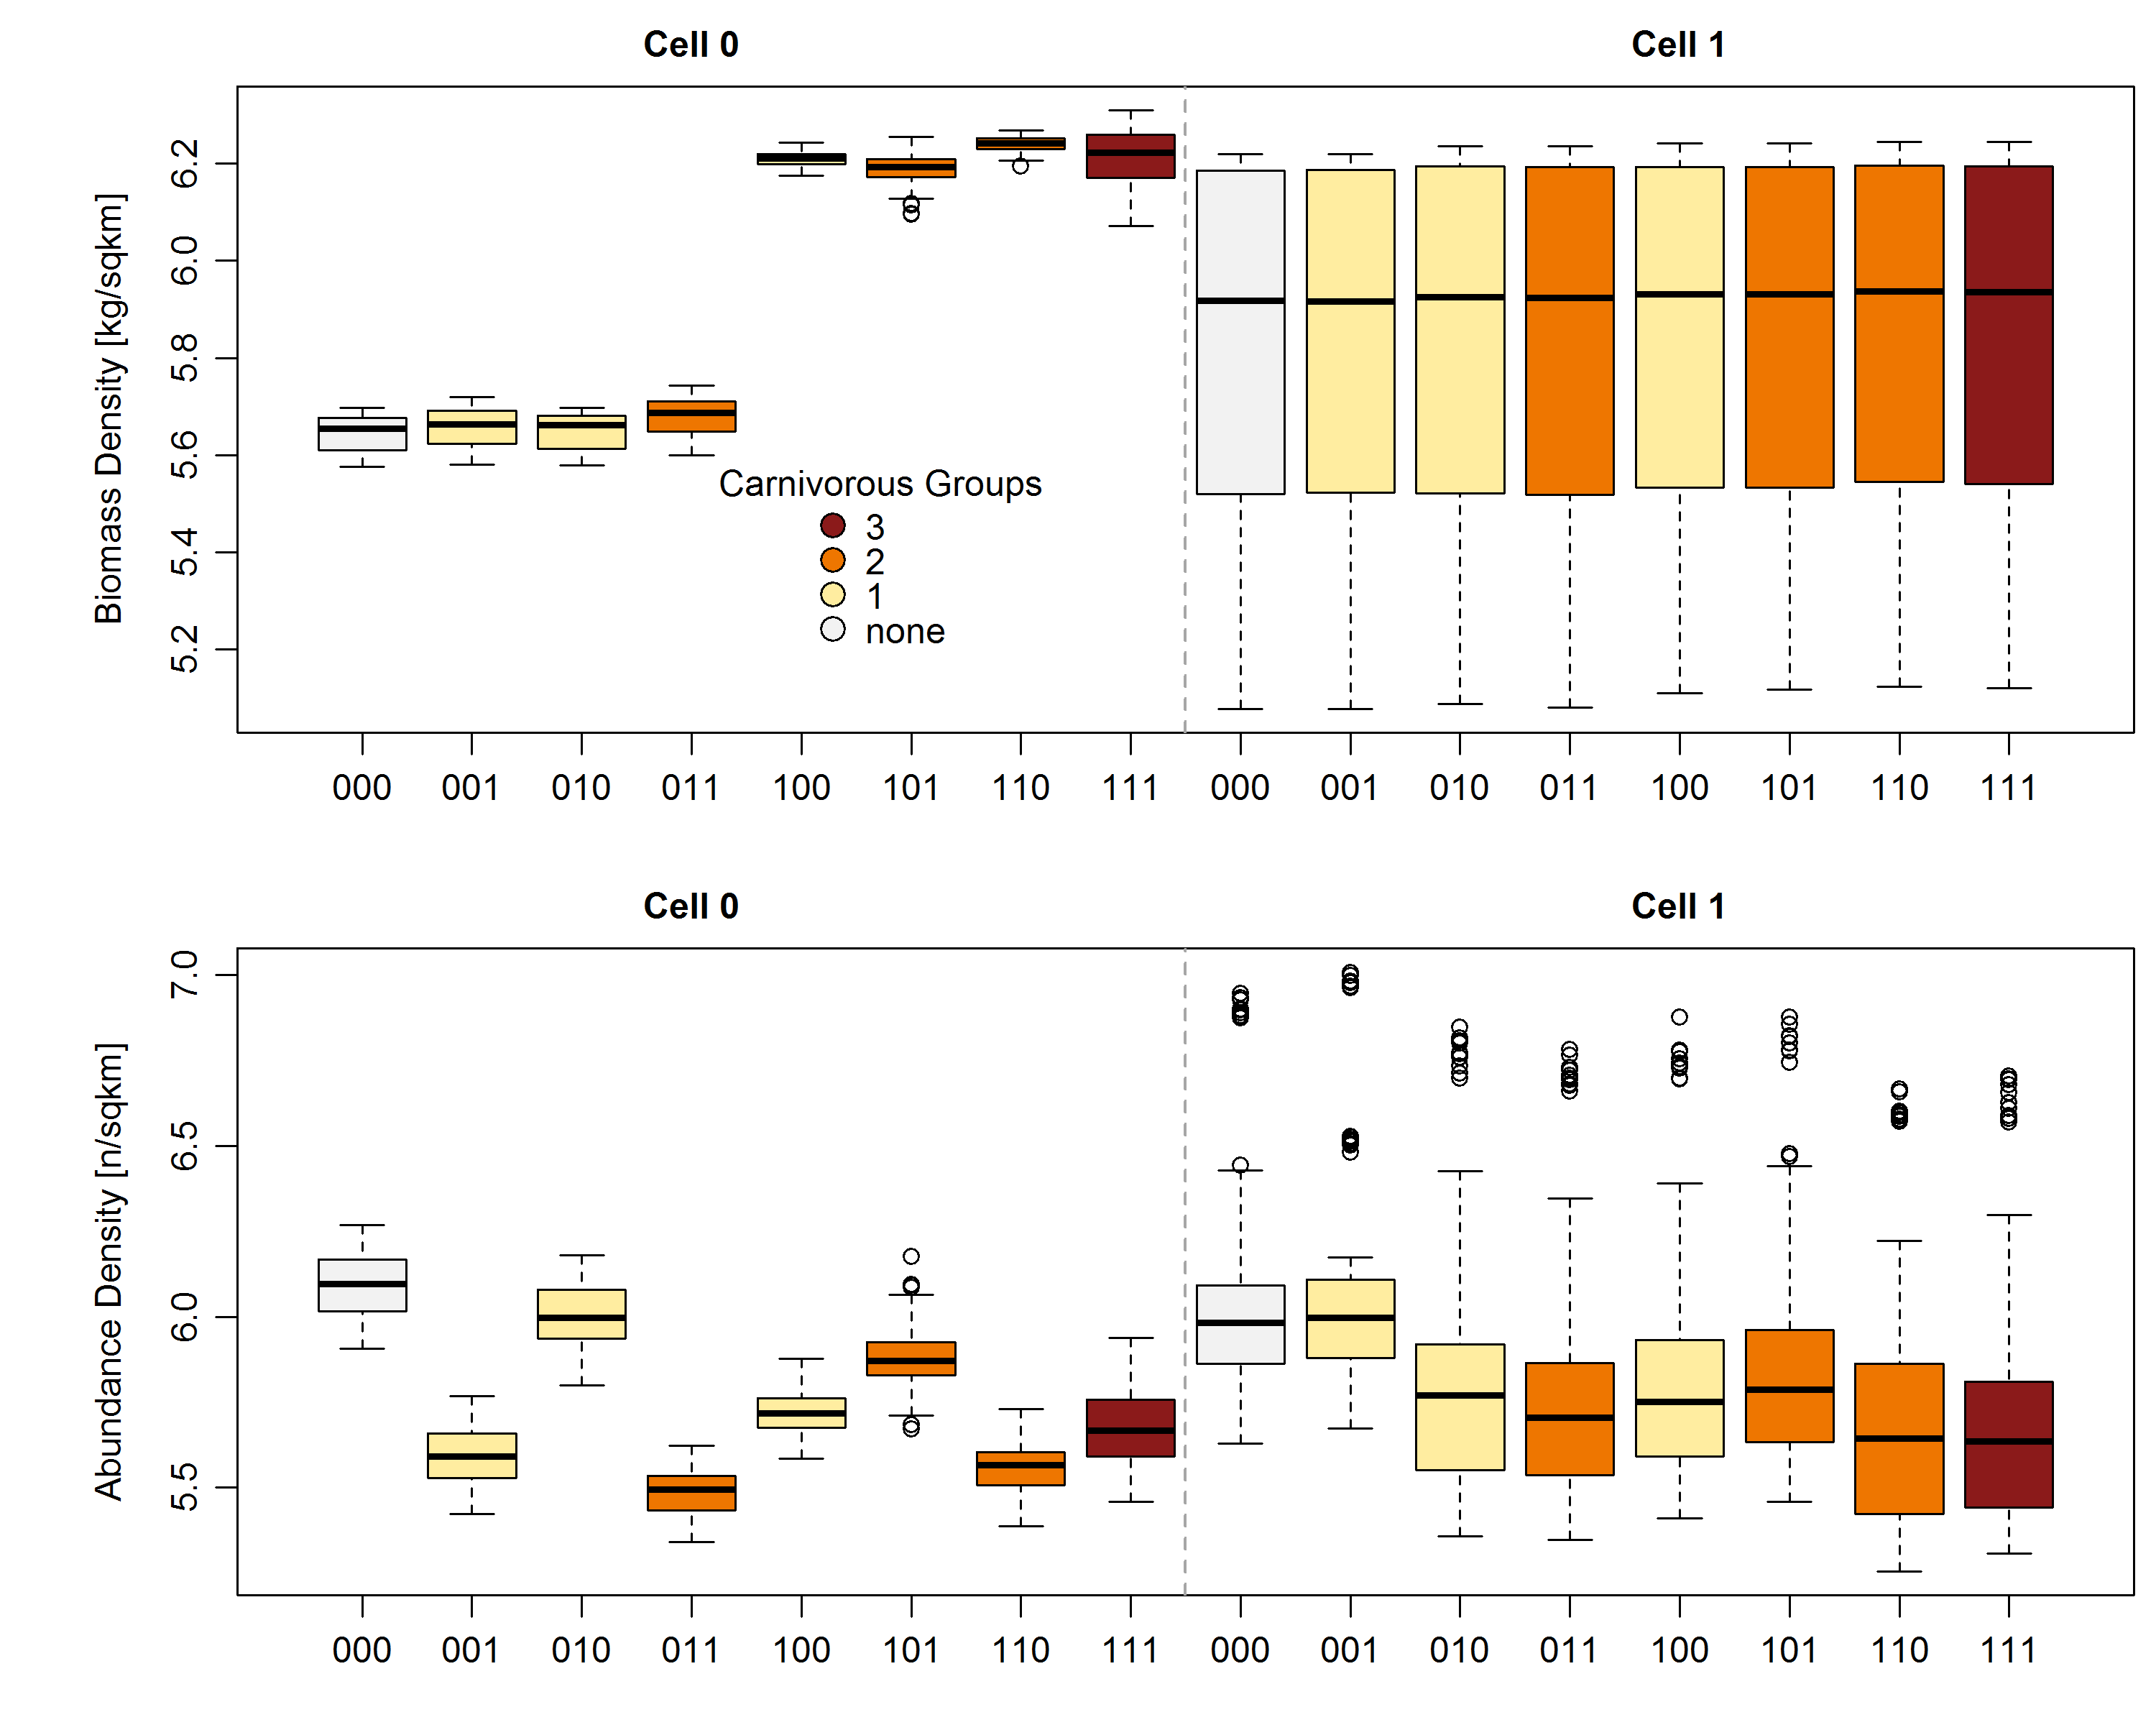 Cell 0 Cell 1
Biomass Density [kg/sqkm]
6.2
6.0
5.8
5.6
5.4
5.2
Carnivorous Groups
3
2
1
none
000 001 010 011 100 101 110 111 000 001 010 011 100 101 110 111
Cell 0 Cell 1
Abundance Density [n/sqkm]
7.0
6.5
6.0
5.5
000 001 010 011 100 101 110 111 000 001 010 011 100 101 110 111